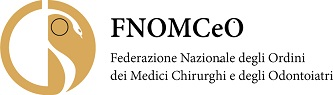 FNOMCeO
Federazione Nazionale degli Ordini
dei Medici Chirurghi e degli Odontoiatri